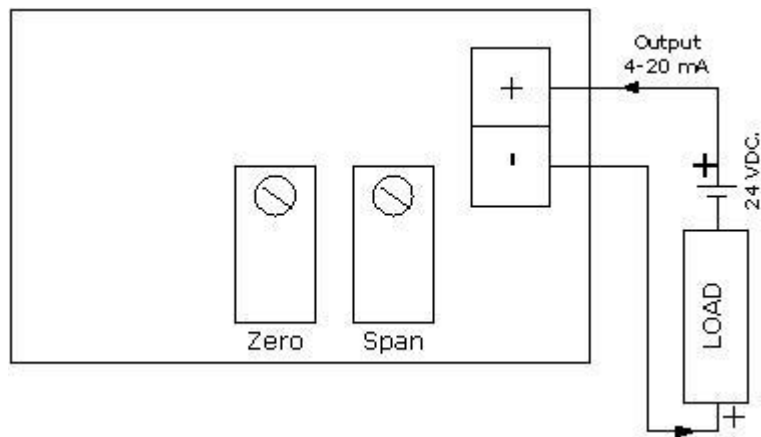 Output
4-20 mA
+
-
+
24 VDC.
LOAD
+
Zero
Span